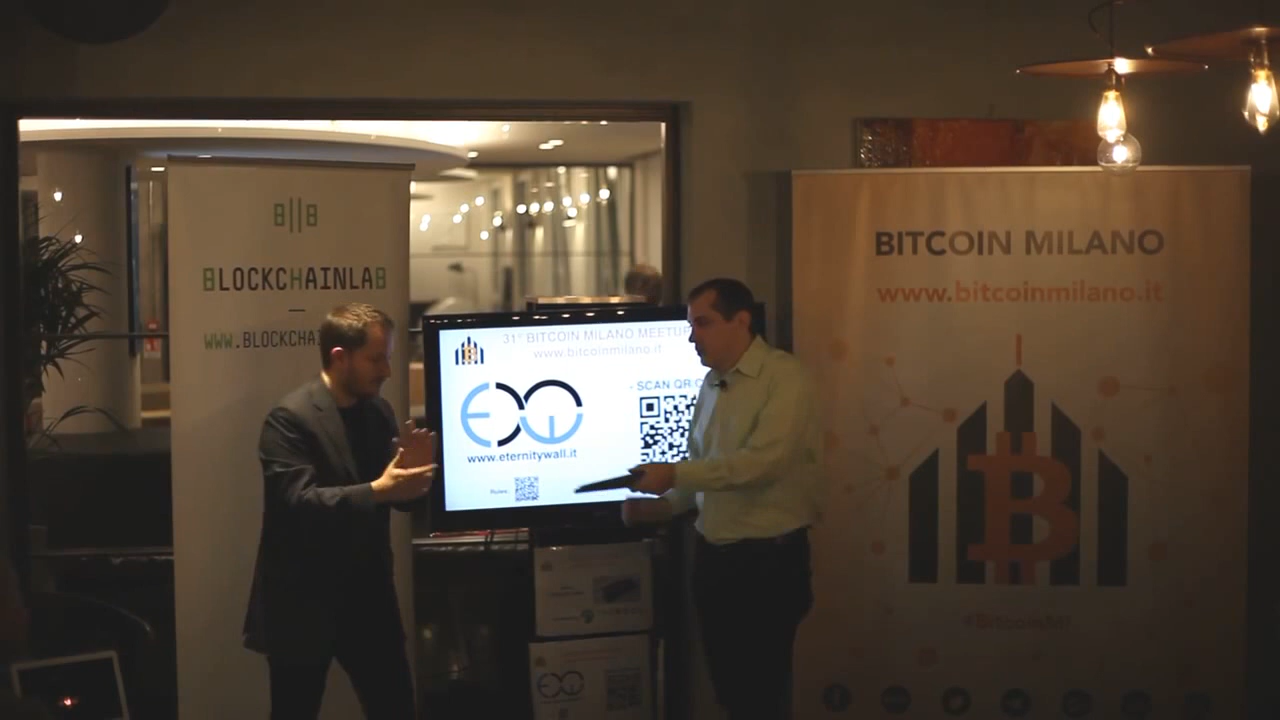 B||B
BLOCKCHAINLAB
WWW.BLOCKCHAI
31° BITCOIN MILANO MEETUP
www.bitcoinmilano.it
- SCAN QR C
www.eternitywall.it
Rules:
BITCOIN MILANO
www.bitcoinmilano.it
#BitcoinMi